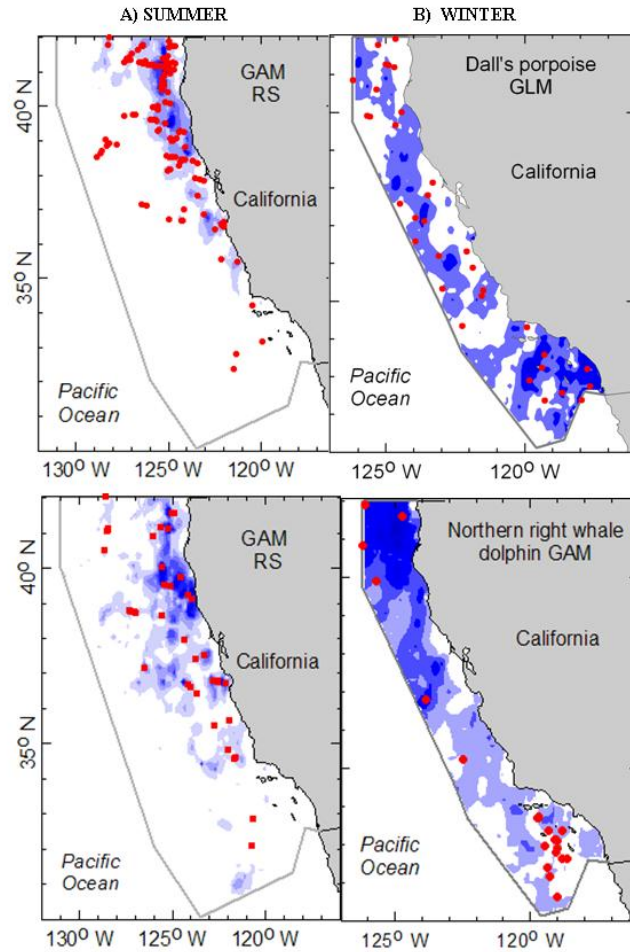 A) SUMMER
B) WINTER
GAM
RS
California
Pacific
Ocean
40° N
35° N
130° W
125° W
120° W
Dall's porpoise
GLM
California
Pacific
Ocean
125° W
120° W
GAM
RS
California
Pacific
Ocean
40° N
35° N
130° W
125° W
120° W
Northern right whale
dolphin GAM
California
Pacific
Ocean
125° W
120° W